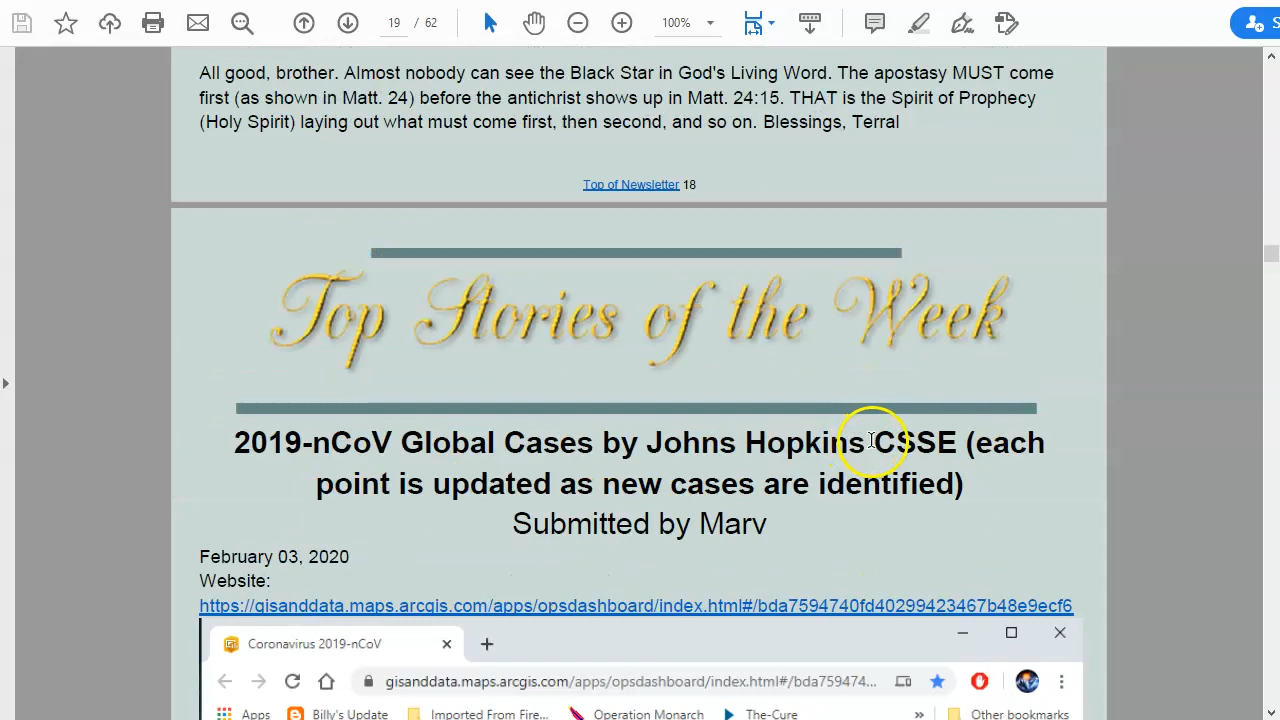 19 / 62
100%
All good, brother. Almost nobody can see the Black Star in God's Living Word. The apostasy MUST come
first (as shown in Matt. 24) before the antichrist shows up in Matt. 24:15. THAT is the Spirit of Prophecy
(Holy Spirit) laying out what must come first, then second, and so on. Blessings, Terral
Top of Newsletter 18
Top Stories of the Week
2019-nCoV Global Cases by Johns Hopkins CSSE (each
point is updated as new cases are identified)
Submitted by Marv
February 03, 2020
Website:
https://gisanddata.maps.arcgis.com/apps/opsdashboard/index.html#/bda7594740fd40299423467b48e9ecf6
Coronavirus 2019-nCoV
gisanddata.maps.arcgis.com/apps/opsdashboard/index.html#/bda759474...
Apps Billy's Update Imported From Fire... Operation Monarch The-Cure » Other bookmarks